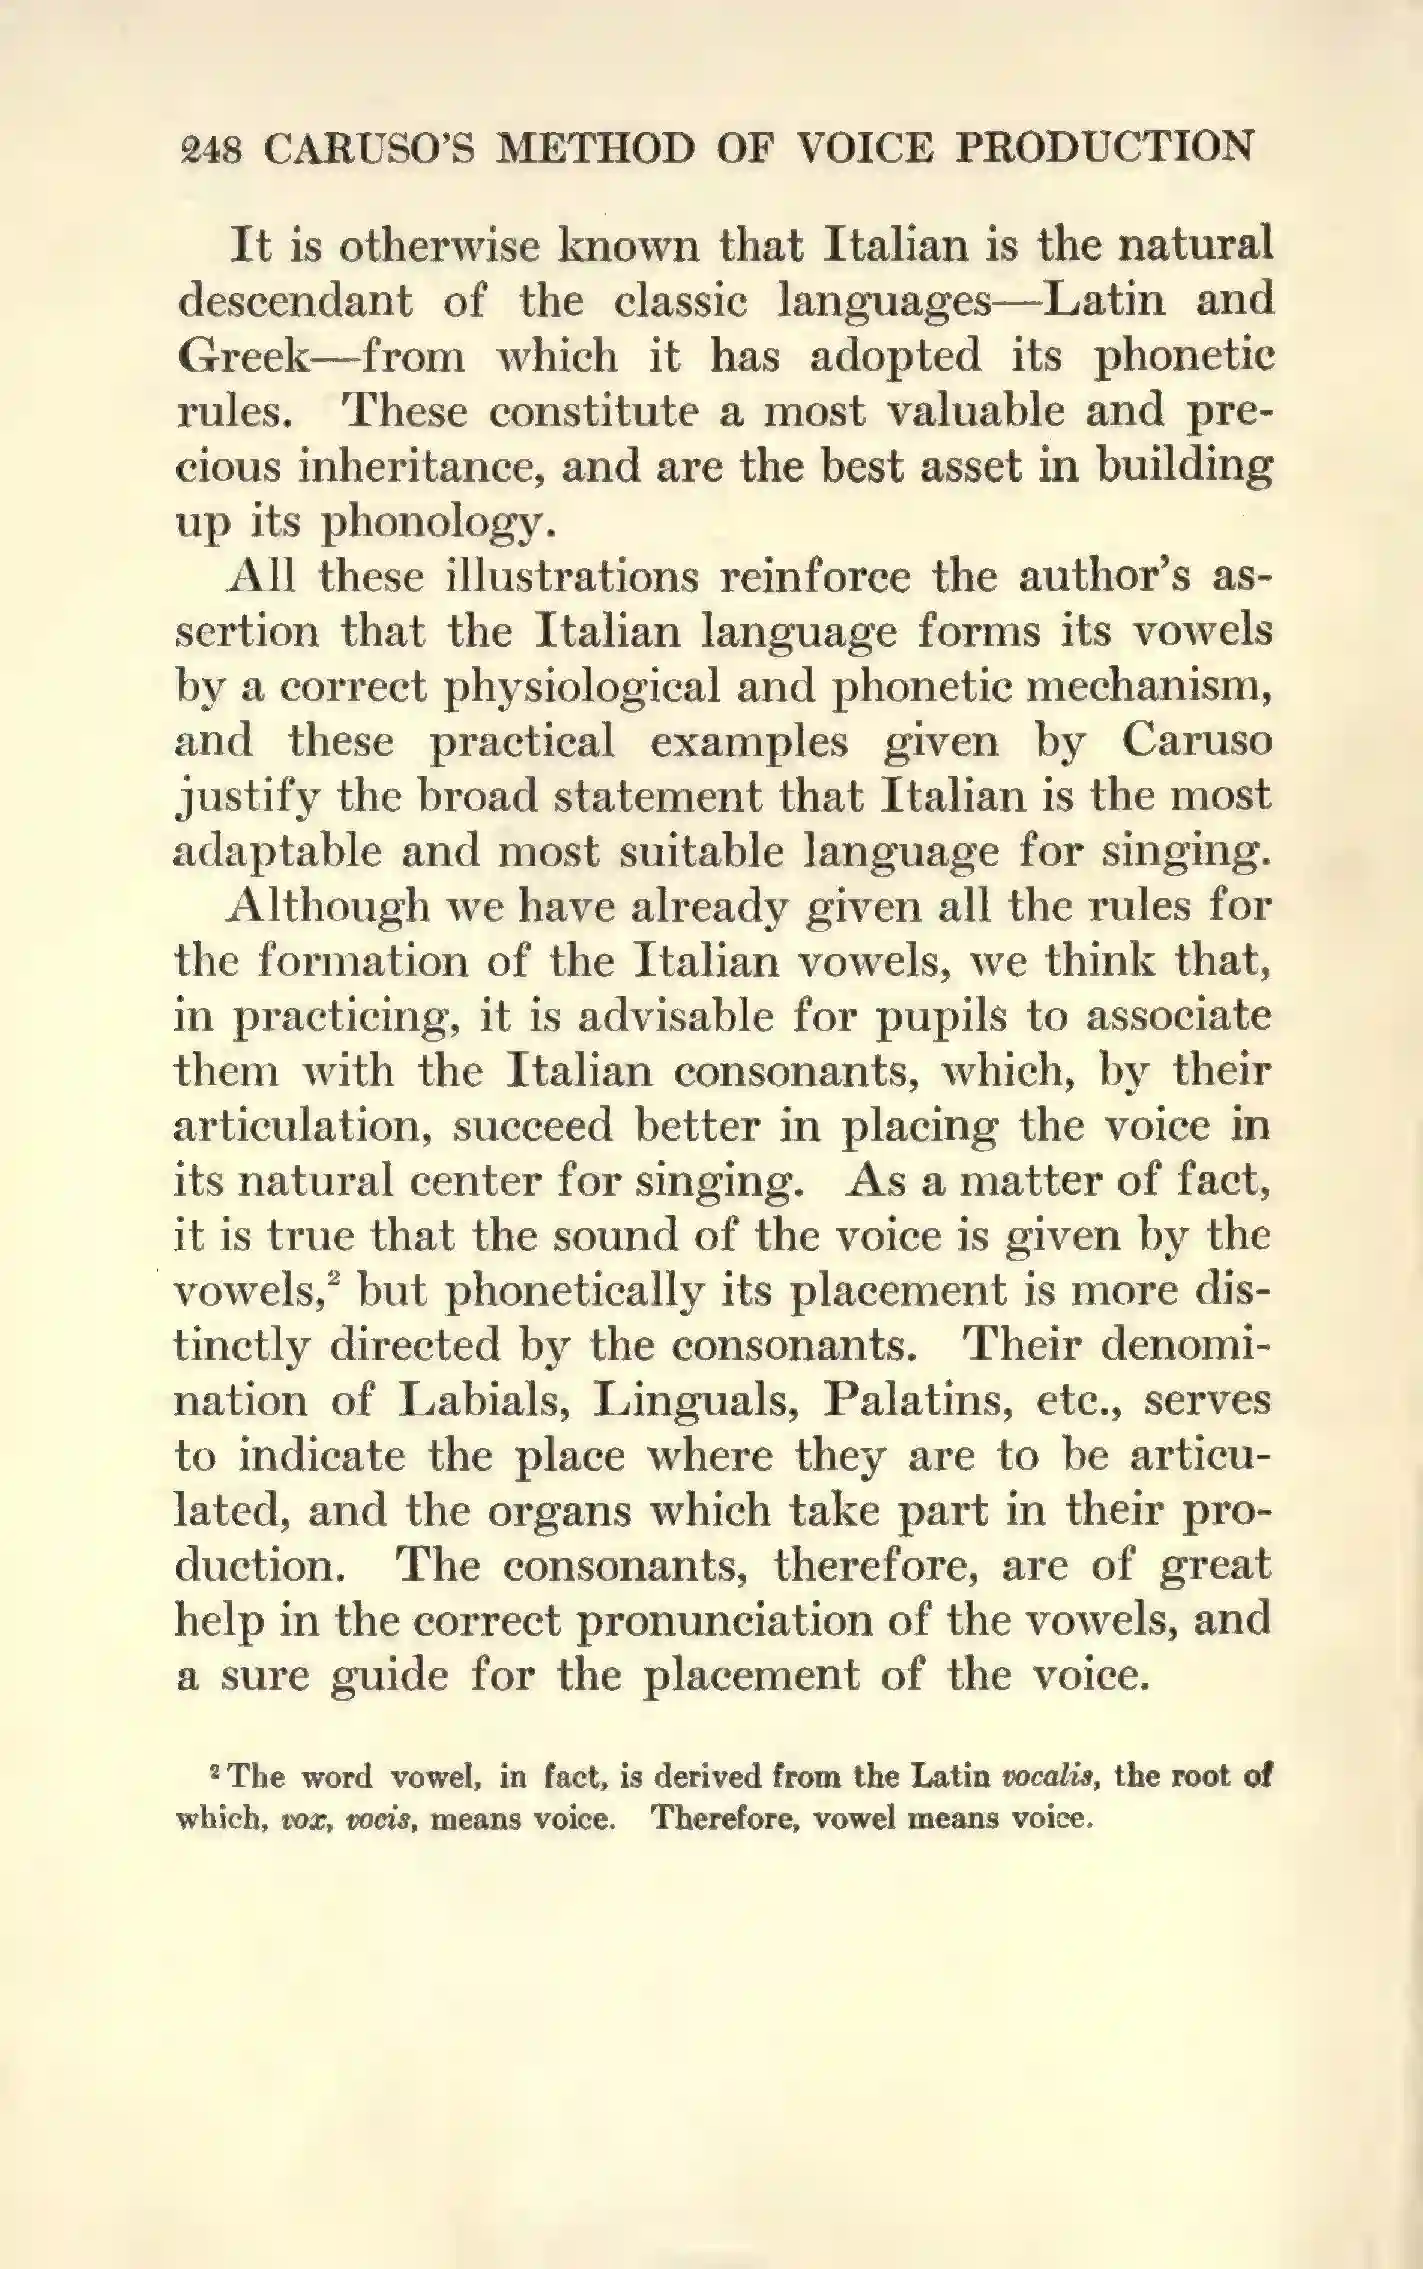 248 CARUSO'S METHOD OF VOICE PRODUCTION
It is otherwise known that Italian is the natural
descendant of the classic languages—Latin and
Greek—from which it has adopted its phonetic
rules. These constitute a most valuable and pre-
cious inheritance, and are the best asset in building
up its phonology.
All these illustrations reinforce the author's as-
sertion that the Italian language forms its vowels
by a correct physiological and phonetic mechanism,
and these practical examples given by Caruso
justify the broad statement that Italian is the most
adaptable and most suitable language for singing.
Although we have already given all the rules for
the formation of the Italian vowels, we think that,
in practicing, it is advisable for pupils to associate
them with the Italian consonants, which, by their
articulation, succeed better in placing the voice in
its natural center for singing. As a matter of fact,
it is true that the sound of the voice is given by the
vowels,² but phonetically its placement is more dis-
tinctly directed by the consonants. Their denomi-
nation of Labials, Linguals, Palatins, etc., serves
to indicate the place where they are to be articu-
lated, and the organs which take part in their pro-
duction. The consonants, therefore, are of great
help in the correct pronunciation of the vowels, and
a sure guide for the placement of the voice.
² The word vowel, in fact, is derived from the Latin vocalis, the root of
which, vox, vocis, means voice. Therefore, vowel means voice.